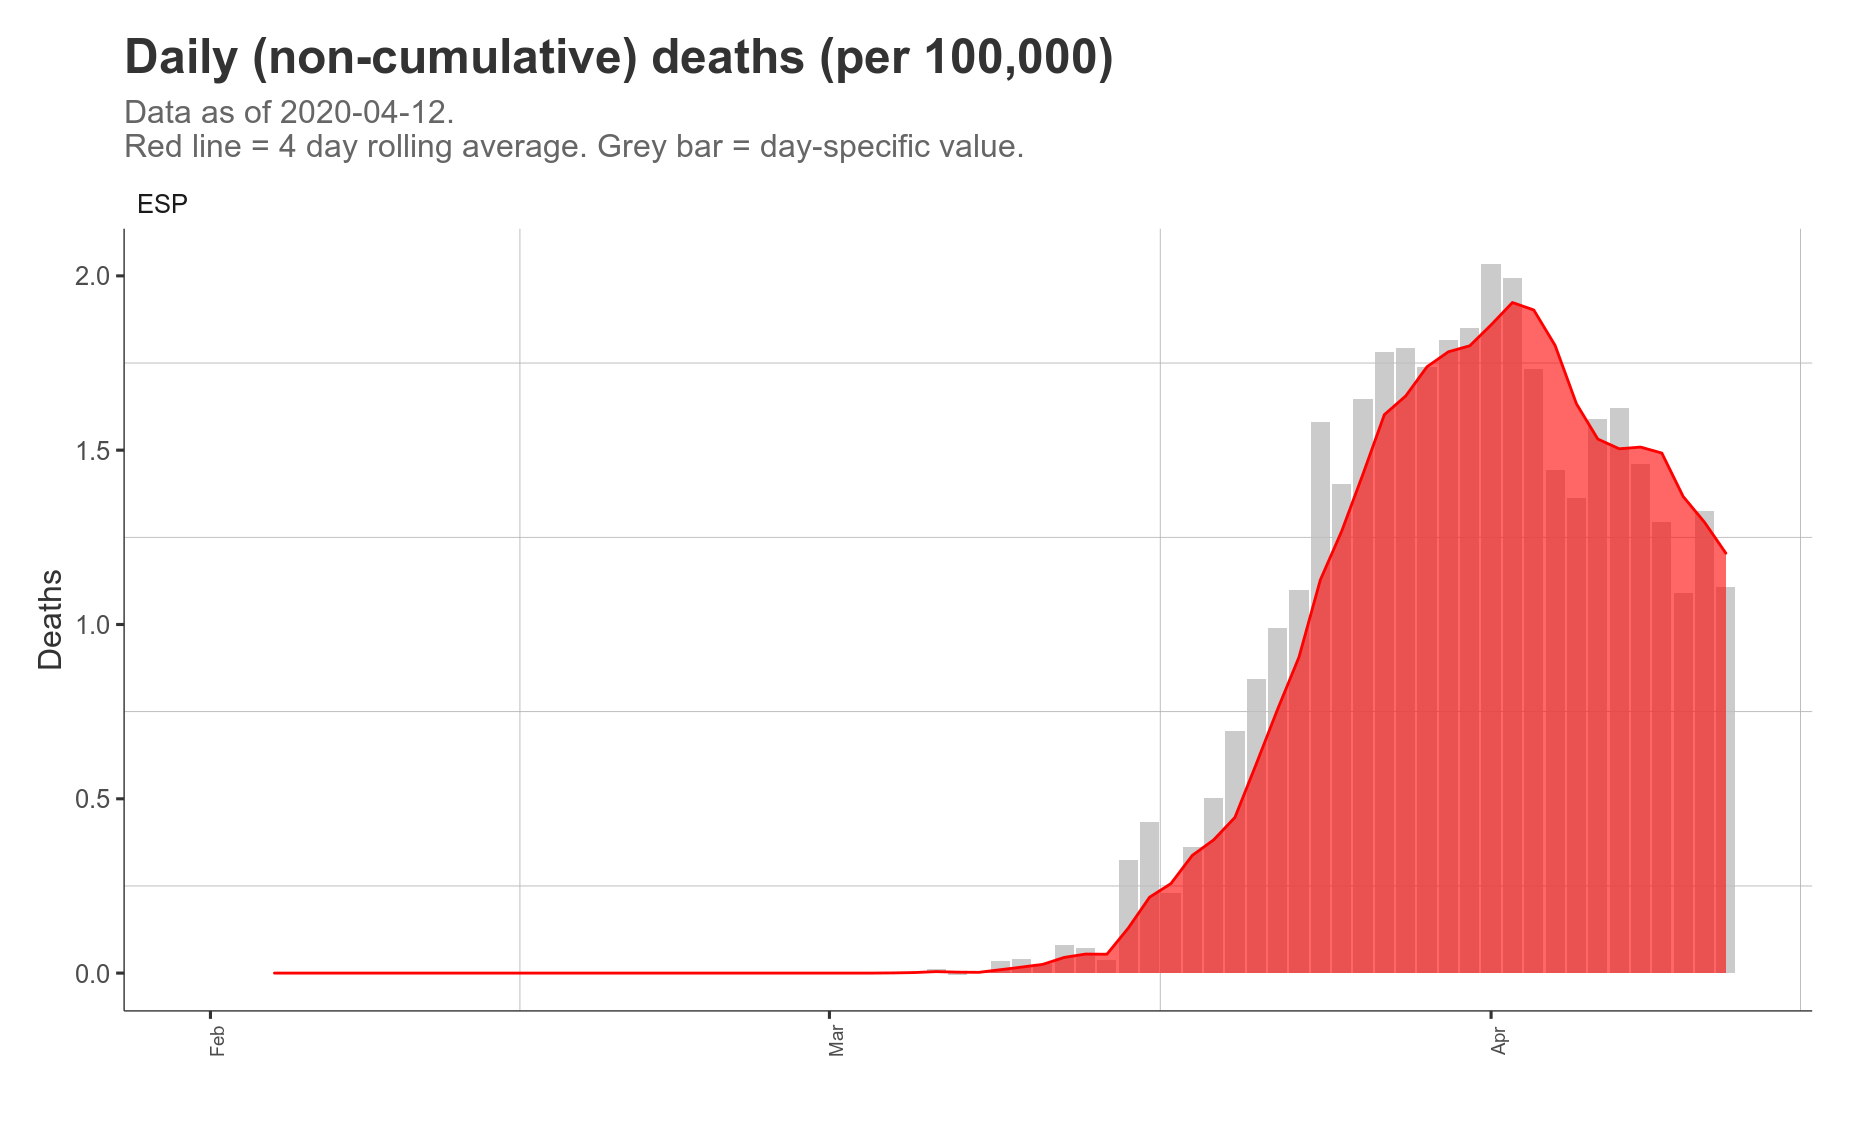 Daily (non-cumulative) deaths (per 100,000)
Data as of 2020-04-12.
Red line = 4 day rolling average. Grey bar = day-specific value.
ESP
2.0
1.5
1.0
0.5
0.0
Deaths
Feb
Mar
Apr